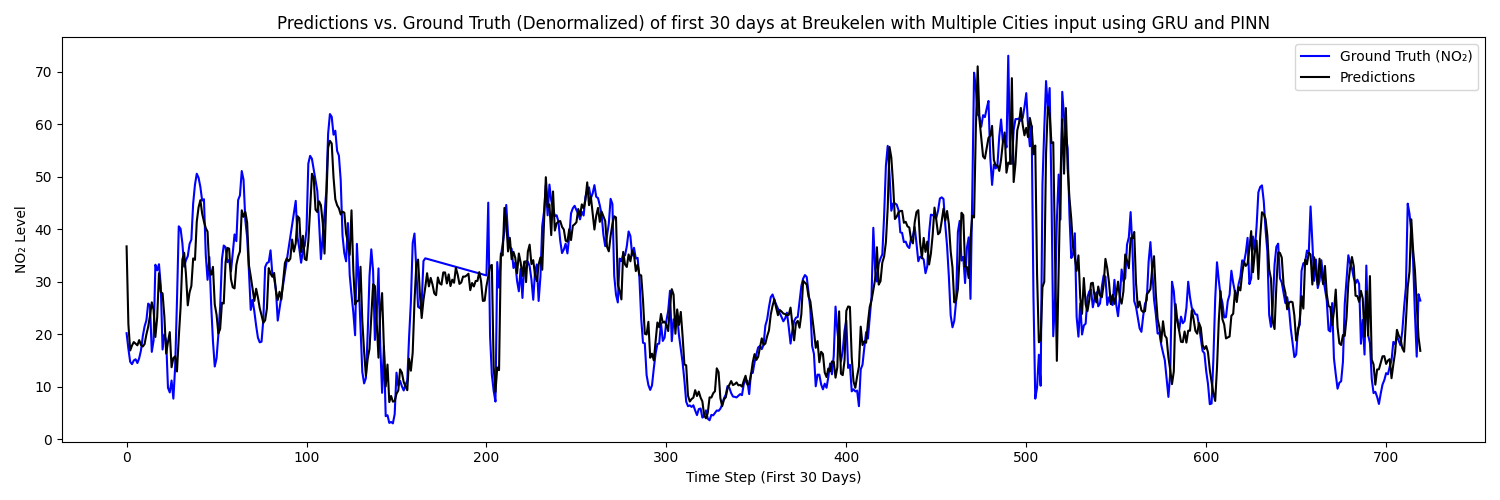 Predictions vs. Ground Truth (Denormalized) of first 30 days at Breukelen with Multiple Cities input using GRU and PINN
Ground Truth (NO₂)
Predictions
NO₂ Level
70
60
50
40
30
20
10
0
0 100 200 300 400 500 600 700
Time Step (First 30 Days)